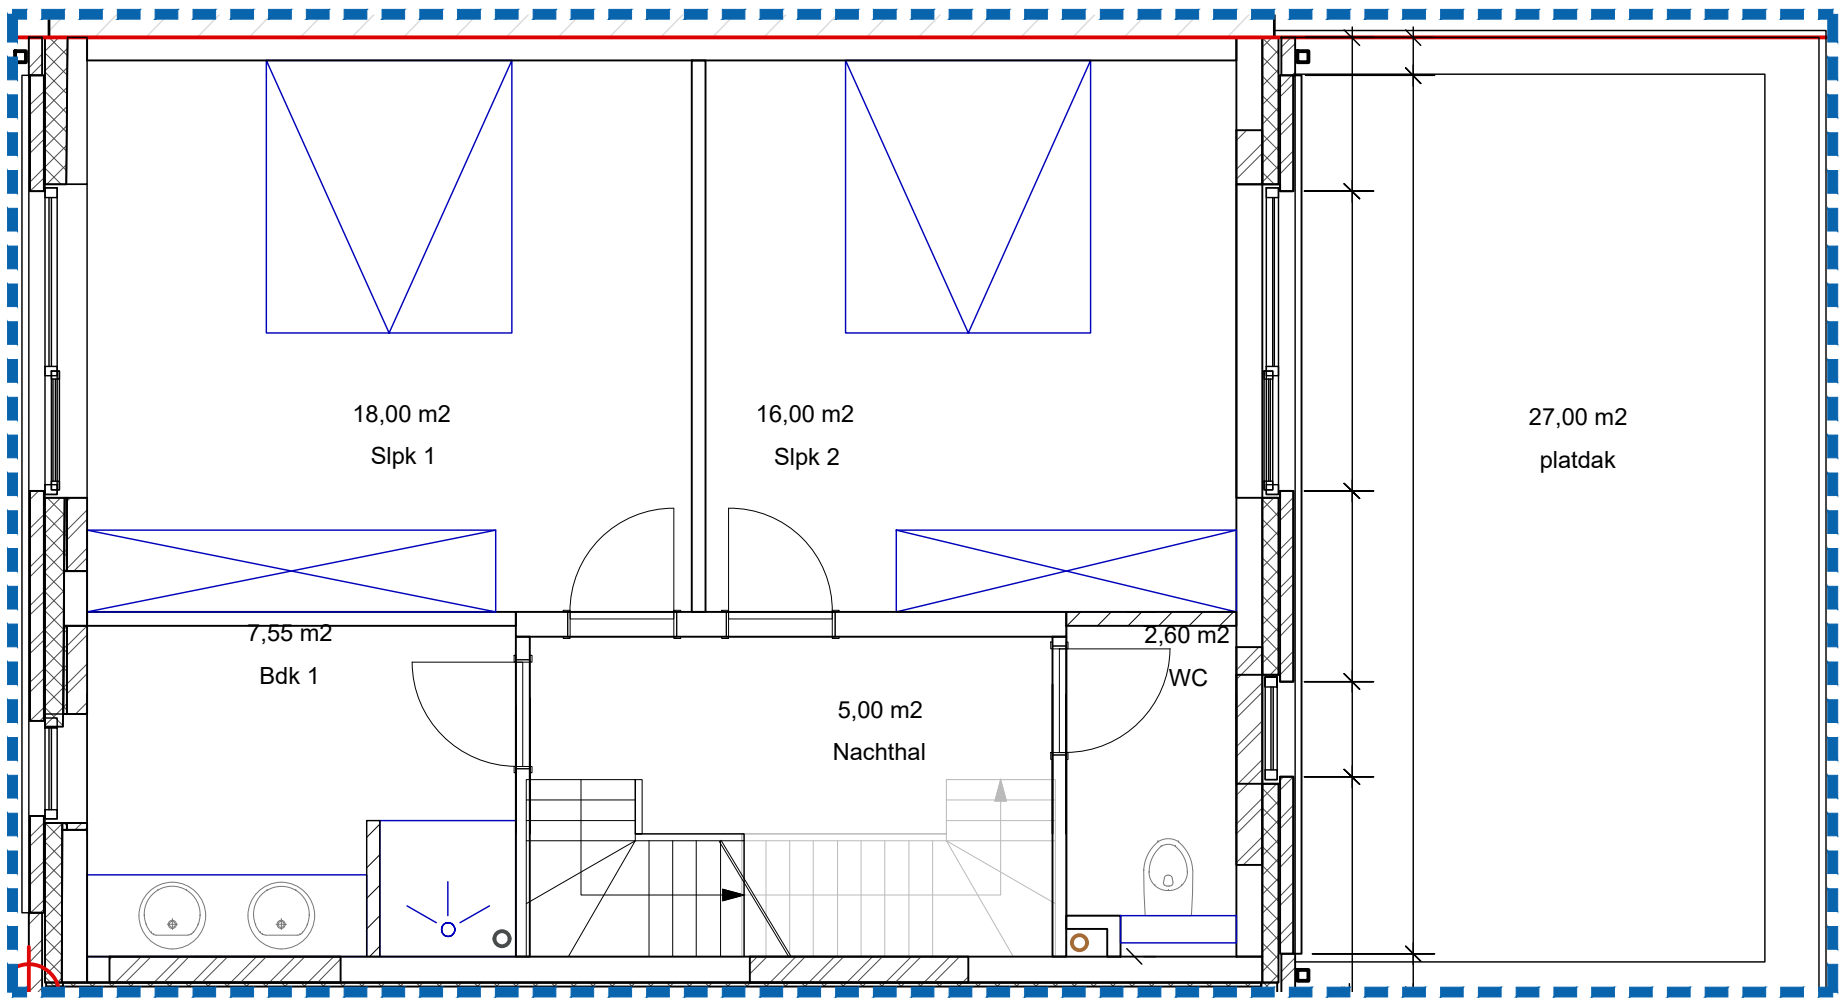 18,00 m2
Slpk 1
16,00 m2
Slpk 2
27,00 m2
platdak
7,55 m2
Bdk 1
2,60 m2
WC
5,00 m2
Nachthal